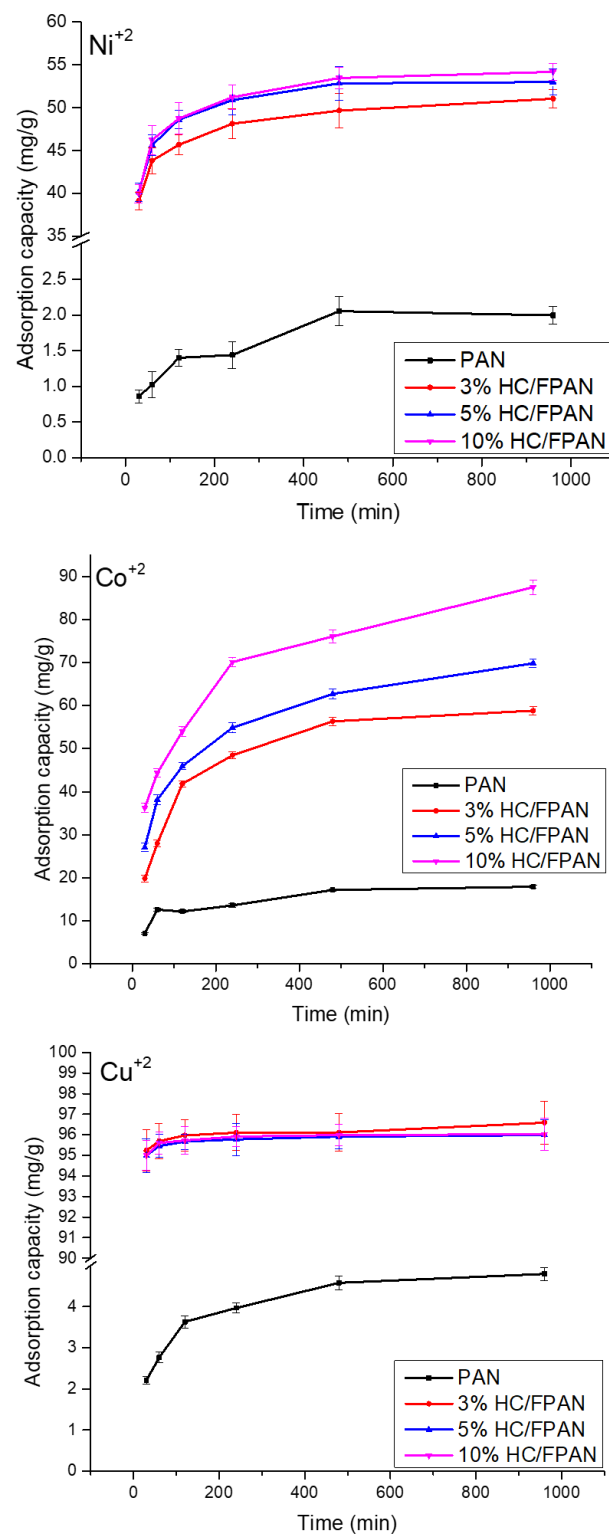 Ni+2
60
55
50
45
40
35
2.5
2.0
1.5
1.0
0.5
0.0
Adsorption capacity (mg/g)
PAN
3% HC/FPAN
5% HC/FPAN
10% HC/FPAN
0 200 400 600 800 1000
Time (min)
Co+2
90
80
70
60
50
40
30
20
10
0
Adsorption capacity (mg/g)
PAN
3% HC/FPAN
5% HC/FPAN
10% HC/FPAN
0 200 400 600 800 1000
Time (min)
Cu+2
100
99
98
97
96
95
94
93
92
91
90
4
3
2
1
0
Adsorption capacity (mg/g)
PAN
3% HC/FPAN
5% HC/FPAN
10% HC/FPAN
0 200 400 600 800 1000
Time (min)